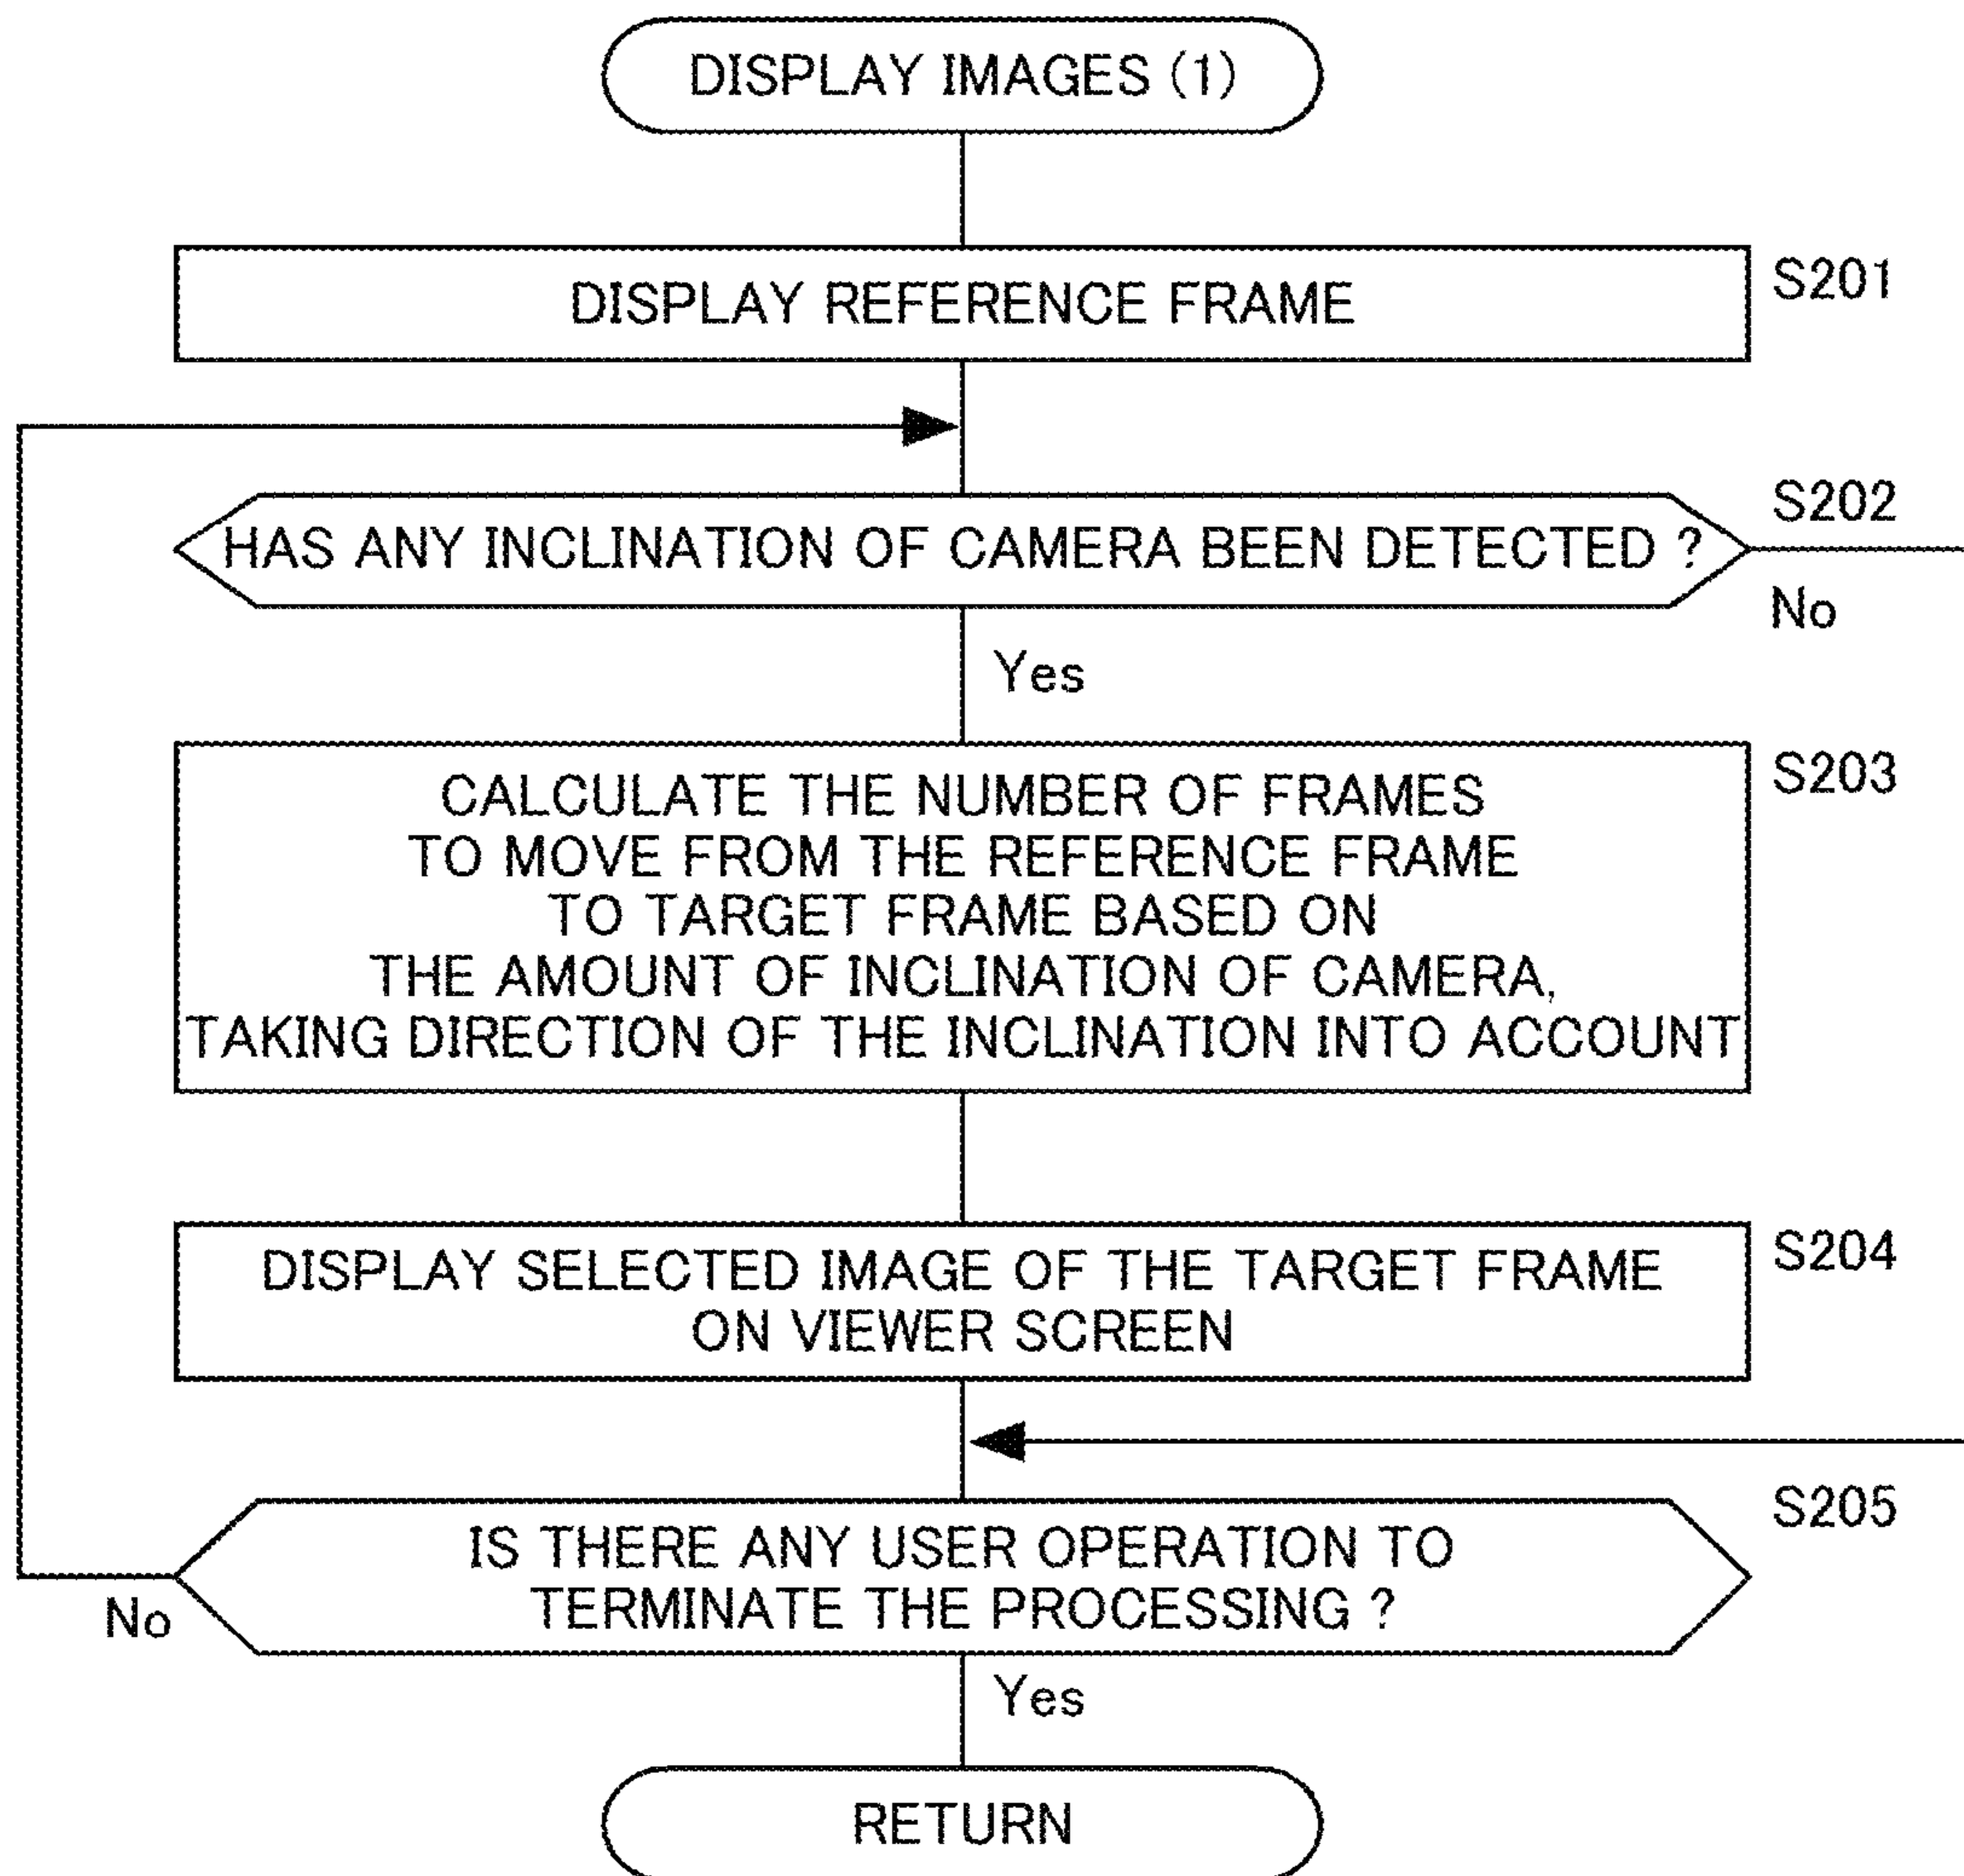 DISPLAY IMAGES (1)
DISPLAY REFERENCE FRAME
S201
HAS ANY INCLINATION OF CAMERA BEEN DETECTED ?
S202
No
Yes
CALCULATE THE NUMBER OF FRAMES
TO MOVE FROM THE REFERENCE FRAME
TO TARGET FRAME BASED ON
THE AMOUNT OF INCLINATION OF CAMERA,
TAKING DIRECTION OF THE INCLINATION INTO ACCOUNT
S203
DISPLAY SELECTED IMAGE OF THE TARGET FRAME
ON VIEWER SCREEN
S204
IS THERE ANY USER OPERATION TO
TERMINATE THE PROCESSING ?
S205
No
Yes
RETURN